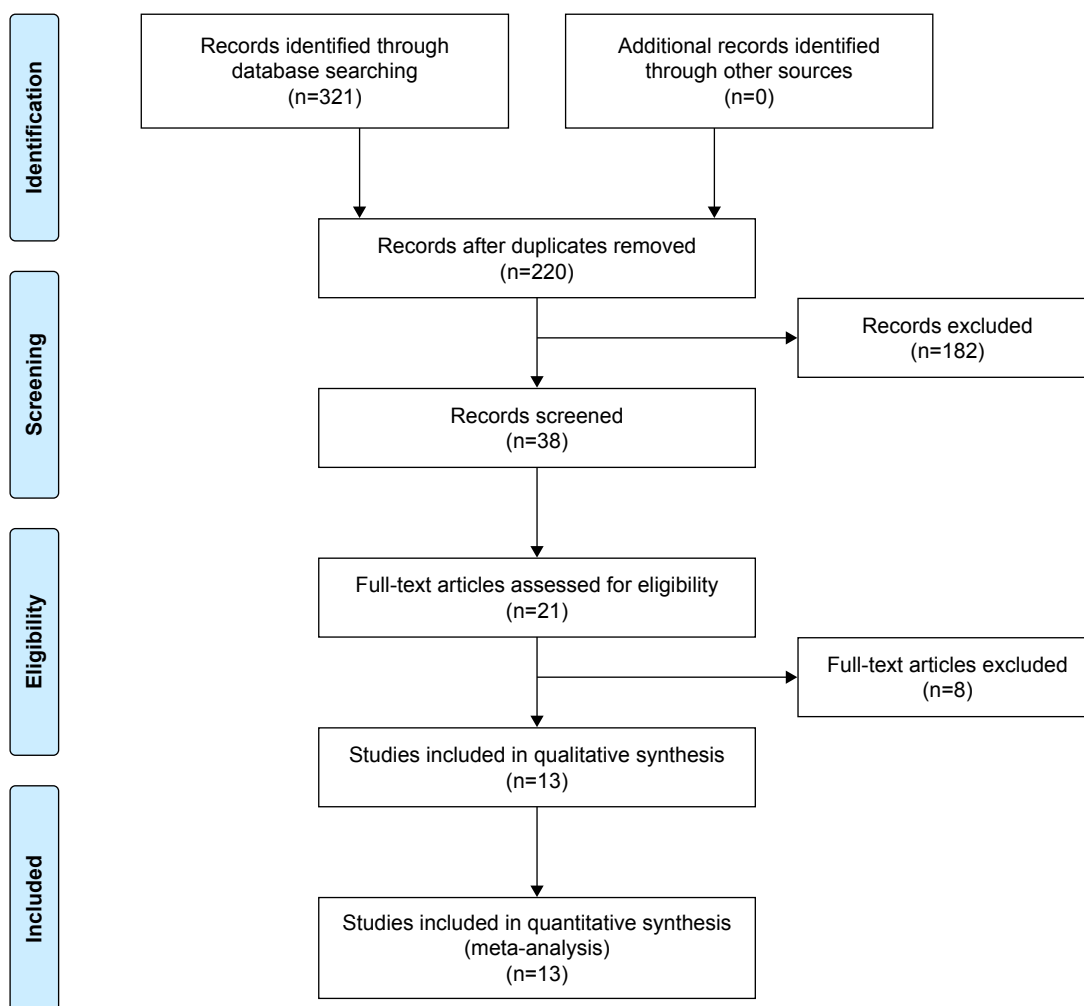 Identification
Records identified through
database searching
(n=321)
Additional records identified
through other sources
(n=0)
Records after duplicates removed
(n=220)
Screening
Records excluded
(n=182)
Records screened
(n=38)
Eligibility
Full-text articles assessed for eligibility
(n=21)
Full-text articles excluded
(n=8)
Studies included in qualitative synthesis
(n=13)
Included
Studies included in quantitative synthesis
(meta-analysis)
(n=13)